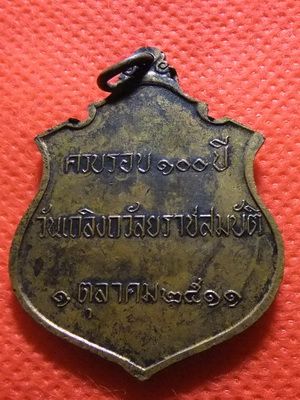 ครบรอบ ๑๐๐ ปี
วันเถลิงถวัลยราชสมบัติ
๑ ตุลาคม ๒๕๑๑